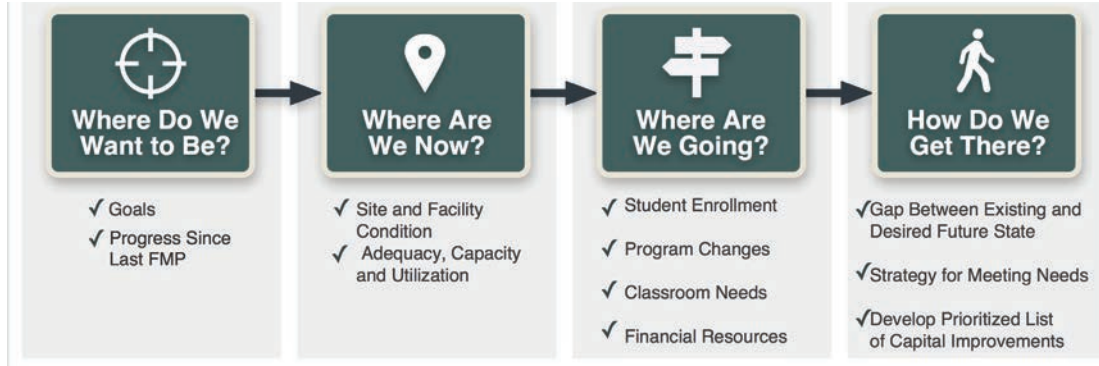 Where Do We
Want to Be?
✓ Goals
✓ Progress Since
Last FMP
Where Are
We Now?
✓ Site and Facility
Condition
✓ Adequacy, Capacity
and Utilization
Where Are
We Going?
✓ Student Enrollment
✓ Program Changes
✓ Classroom Needs
✓ Financial Resources
How Do We
Get There?
✓Gap Between Existing and
Desired Future State
✓Strategy for Meeting Needs
✓Develop Prioritized List
of Capital Improvements